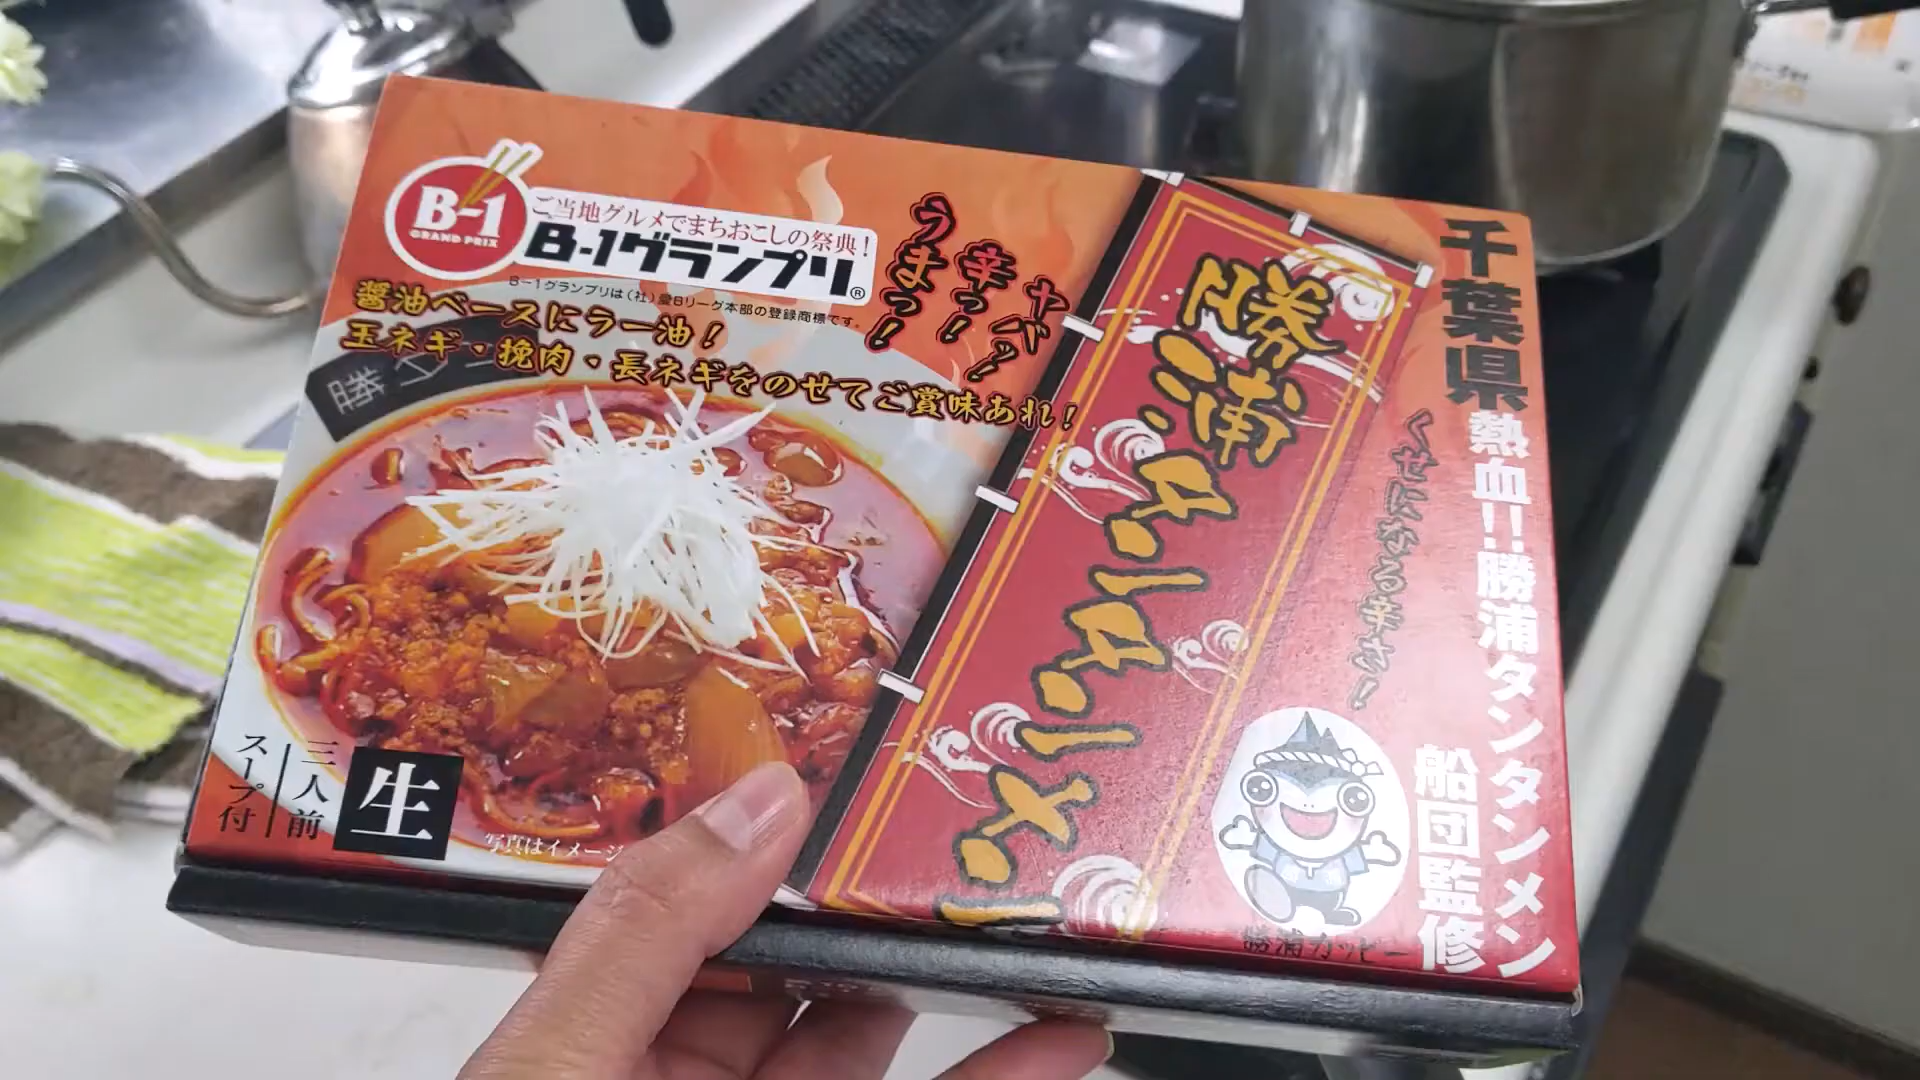 B-1
GRAND PRIX
ご当地グルメでまちおこしの祭典!
B-1グランプリ®
B-1グランプリは(社)愛Bリーグ本部の登録商標です。
醤油ベースにラー油!
玉ネギ・挽肉・長ネギをのせてご賞味あれ!
ヤベッ!
辛っ!
うまっ!
勝タン
勝浦タンタンメン
千葉県
熱血!!勝浦タンタンメン
船団監修
くせになる辛さ!
勝浦カッピー
生
三人前
スープ付
写真はイメージ